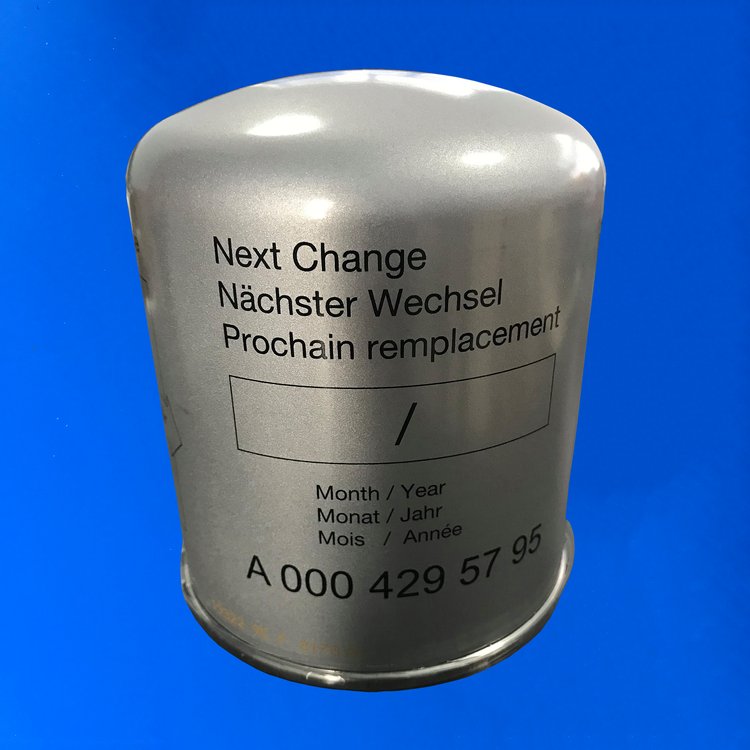 Next Change
Nächster Wechsel
Prochain remplacement
/
Month / Year
Monat / Jahr
Mois / Année
A 000 429 57 95